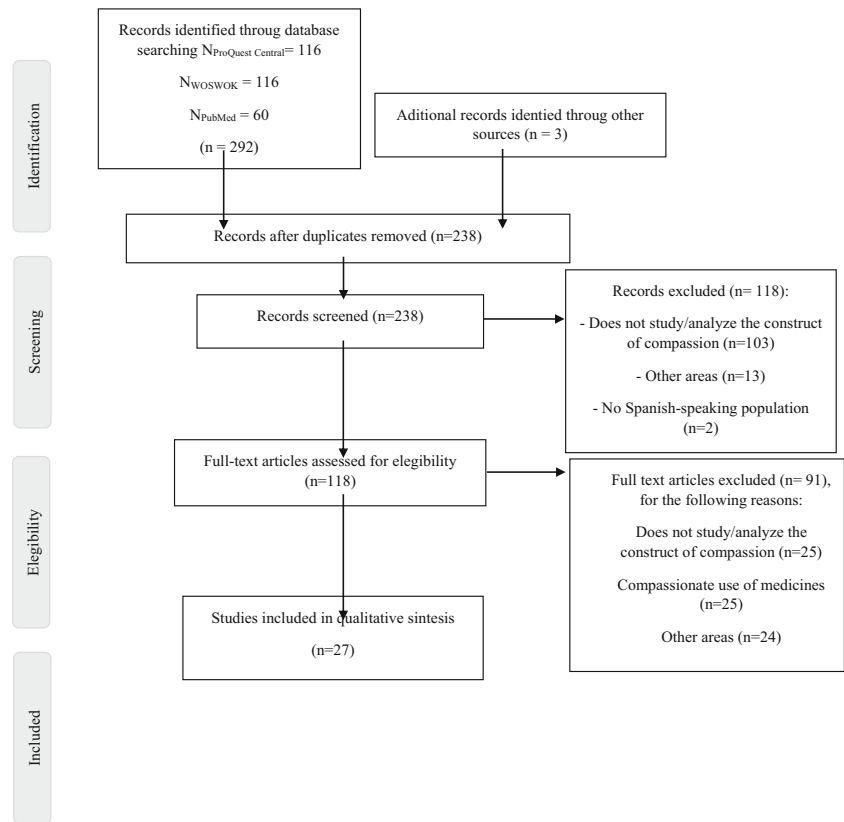 Records identified throug database
searching NProQuest Central= 116
NWOSWOK = 116
NPubMed = 60
(n = 292)
Aditional records identied throug other
sources (n = 3)
Identification
Records after duplicates removed (n=238)
Screening
Records screened (n=238)
Records excluded (n= 118):
- Does not study/analyze the
construct of compassion (n=103)
- Other areas (n=13)
- No Spanish-speaking population
(n=2)
Elegibility
Full-text articles assessed for elegibility
(n=118)
Full text articles excluded (n= 91),
for the following reasons:
Does not study/analyze the
construct of compassion (n=25)
Compassionate use of medicines
(n=25)
Other areas (n=24)
Studies included in qualitative sintesis
(n=27)
Included